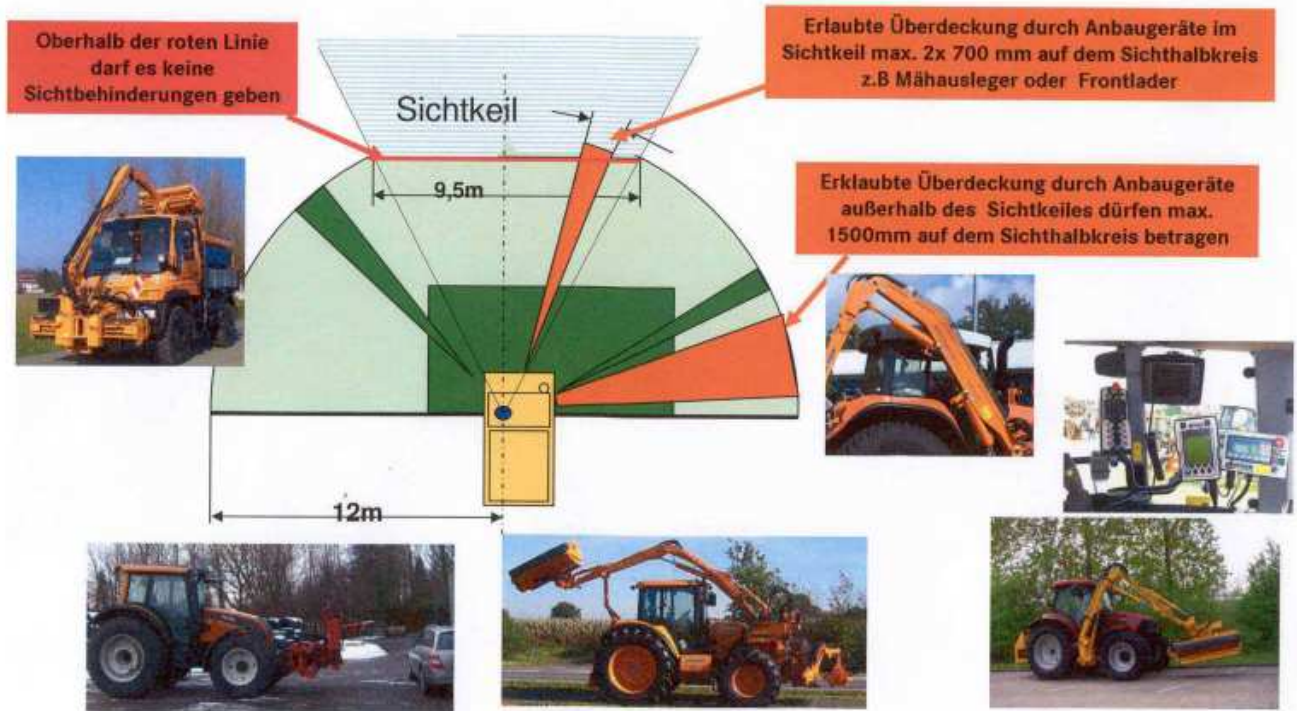 Oberhalb der roten Linie
darf es keine
Sichtbehinderungen geben
Erlaubte Überdeckung durch Anbaugeräte im
Sichtkeil max. 2x 700 mm auf dem Sichthalbkreis
z.B Mähausleger oder Frontlader
Sichtkeil
9,5m
Erklaubte Überdeckung durch Anbaugeräte
außerhalb des Sichtkeiles dürfen max.
1500mm auf dem Sichthalbkreis betragen
12m